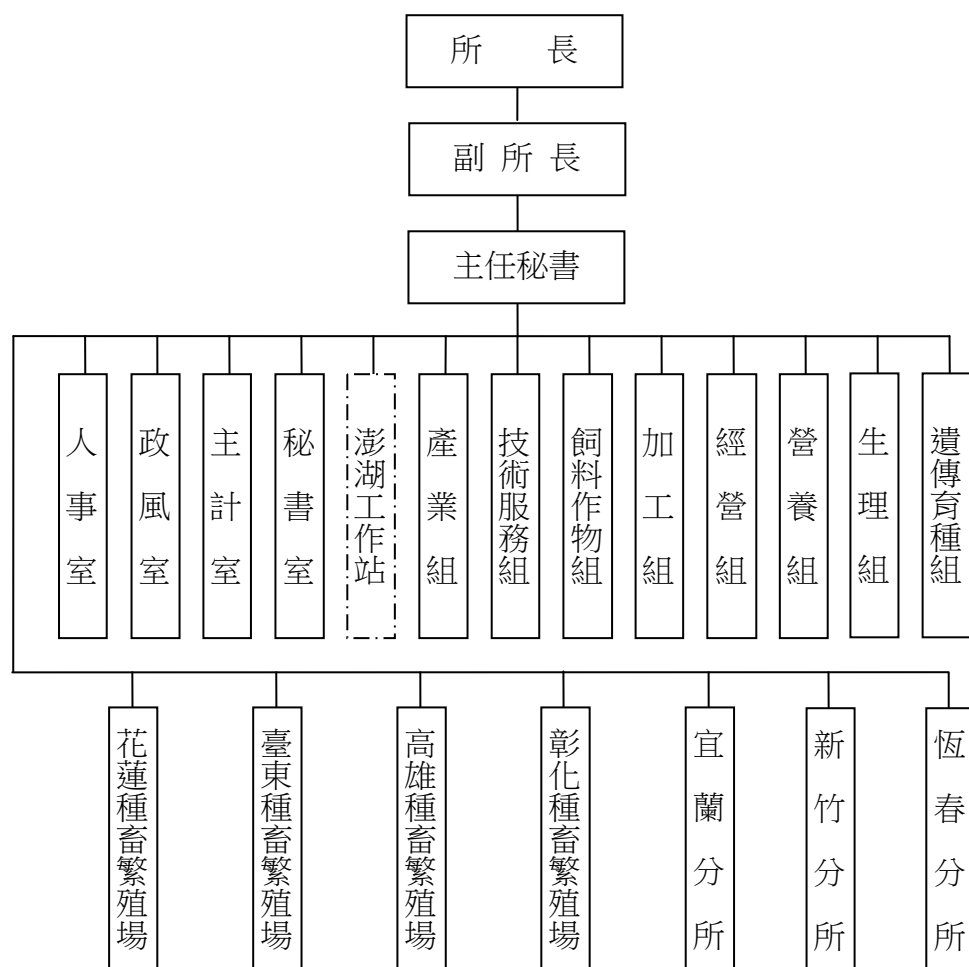 所長
副所長
主任秘書
人事室
政風室
主計室
秘書室
澎湖工作站
產業組
技術服務組
飼料作物組
加工組
經營組
營養組
生理組
遺傳育種組
花蓮種畜繁殖場
臺東種畜繁殖場
高雄種畜繁殖場
彰化種畜繁殖場
宜蘭分所
新竹分所
恆春分所